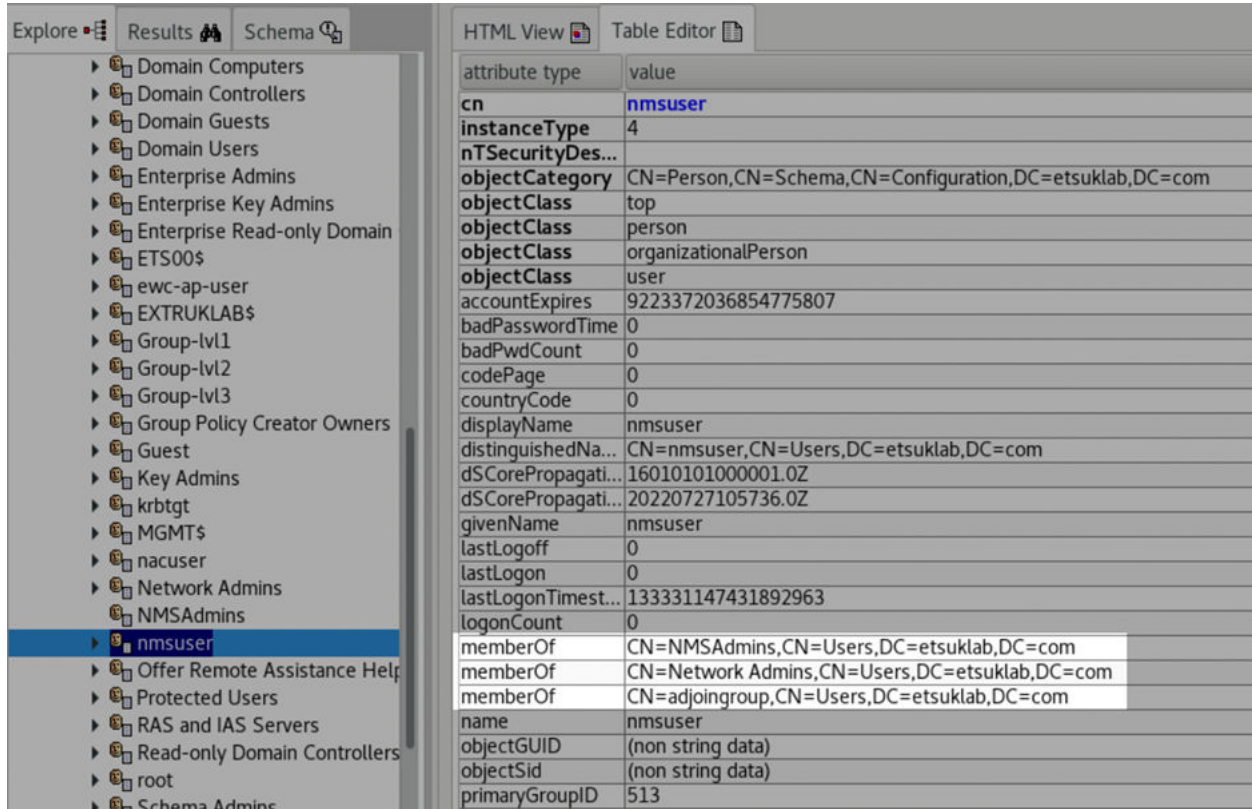 Explore
Results
Schema
Domain Computers
Domain Controllers
Domain Guests
Domain Users
Enterprise Admins
Enterprise Key Admins
Enterprise Read-only Domain
ETS00$
ewc-ap-user
EXTRUKLAB$
Group-lvl1
Group-lvl2
Group-lvl3
Group Policy Creator Owners
Guest
Key Admins
krbtgt
MGMT$
nacuser
Network Admins
NMSAdmins
nmsuser
Offer Remote Assistance Help
Protected Users
RAS and IAS Servers
Read-only Domain Controllers
root
Schema Admins
HTML View
Table Editor
attribute type value
cn nmsuser
instanceType 4
nTSecurityDes...
objectCategory CN=Person,CN=Schema,CN=Configuration,DC=etsuklab,DC=com
objectClass top
objectClass person
objectClass organizationalPerson
objectClass user
accountExpires 9223372036854775807
badPasswordTime 0
badPwdCount 0
codePage 0
countryCode 0
displayName nmsuser
distinguishedNa... CN=nmsuser,CN=Users,DC=etsuklab,DC=com
dSCorePropagati... 16010101000001.0Z
dSCorePropagati... 20220727105736.0Z
givenName nmsuser
lastLogoff 0
lastLogon 0
lastLogonTimest... 133331147431892963
logonCount 0
memberOf CN=NMSAdmins,CN=Users,DC=etsuklab,DC=com
memberOf CN=Network Admins,CN=Users,DC=etsuklab,DC=com
memberOf CN=adjoingroup,CN=Users,DC=etsuklab,DC=com
name nmsuser
objectGUID (non string data)
objectSid (non string data)
primaryGroupID 513